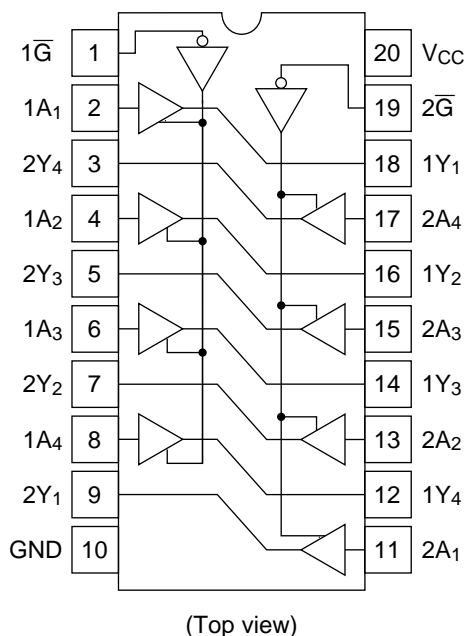 1G̅ 1 20 VCC
1A1 2 19 2G̅
2Y4 3 18 1Y1
1A2 4 17 2A4
2Y3 5 16 1Y2
1A3 6 15 2A3
2Y2 7 14 1Y3
1A4 8 13 2A2
2Y1 9 12 1Y4
GND 10 11 2A1
(Top view)